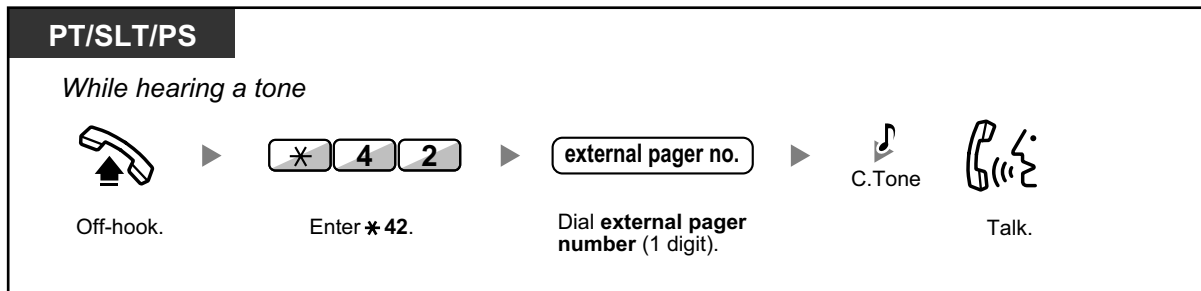 PT/SLT/PS
While hearing a tone
* 4 2
external pager no.
C.Tone
Off-hook.
Enter * 42.
Dial external pager
number (1 digit).
Talk.